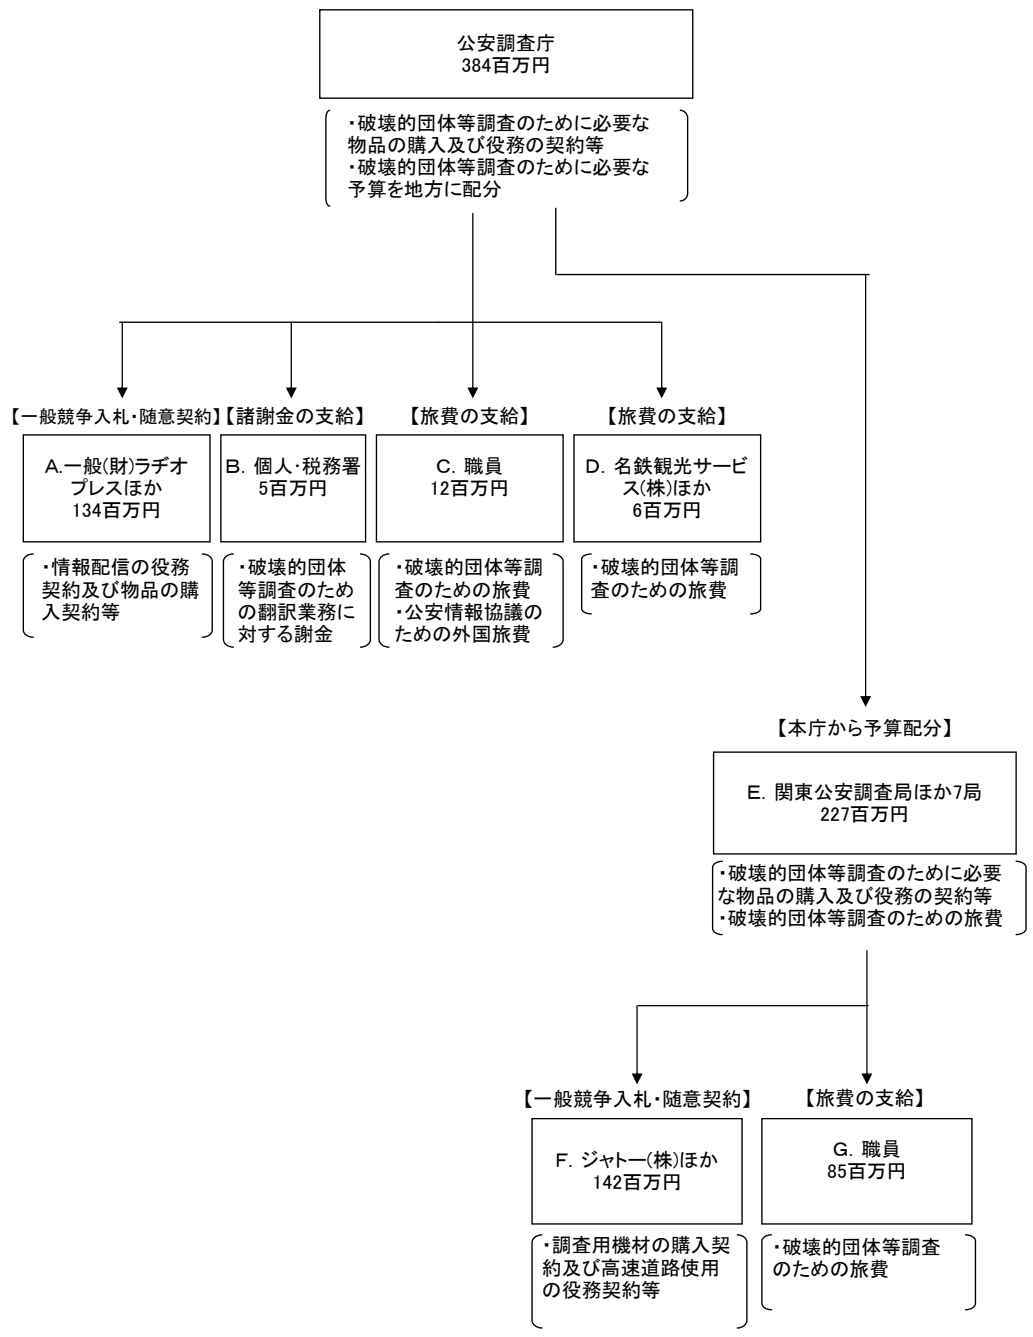 公安調査庁
384百万円
・破壊的団体等調査のために必要な
物品の購入及び役務の契約等
・破壊的団体等調査のために必要な
予算を地方に配分
【一般競争入札・随意契約】
A.一般(財)ラヂオ
プレスほか
134百万円
・情報配信の役務
契約及び物品の購
入契約等
【諸謝金の支給】
B. 個人・税務署
5百万円
・破壊的団体
等調査のため
の翻訳業務に
対する謝金
【旅費の支給】
C. 職員
12百万円
・破壊的団体等調
査のための旅費
・公安情報協議の
ための外国旅費
【旅費の支給】
D. 名鉄観光サービ
ス(株)ほか
6百万円
・破壊的団体等調
査のための旅費
【本庁から予算配分】
E. 関東公安調査局ほか7局
227百万円
・破壊的団体等調査のために必要
な物品の購入及び役務の契約等
・破壊的団体等調査のための旅費
【一般競争入札・随意契約】
F. ジャトー(株)ほか
142百万円
・調査用機材の購入契
約及び高速道路使用
の役務契約等
【旅費の支給】
G. 職員
85百万円
・破壊的団体等調査
のための旅費